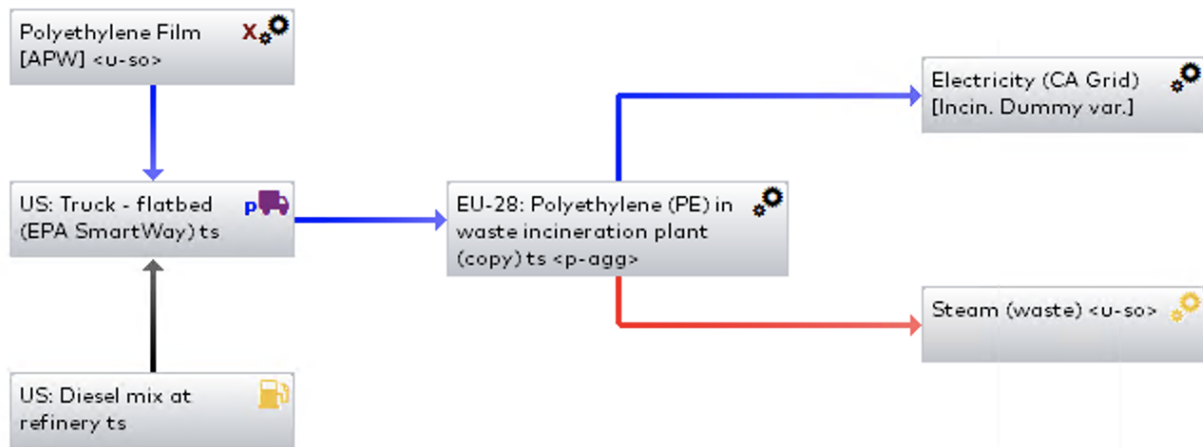 Polyethylene Film X
[APW] <u-so>
US: Truck - flatbed p
(EPA SmartWay) ts
US: Diesel mix at
refinery ts
EU-28: Polyethylene (PE) in
waste incineration plant
(copy) ts <p-agg>
Electricity (CA Grid)
[Incin. Dummy var.]
Steam (waste) <u-so>